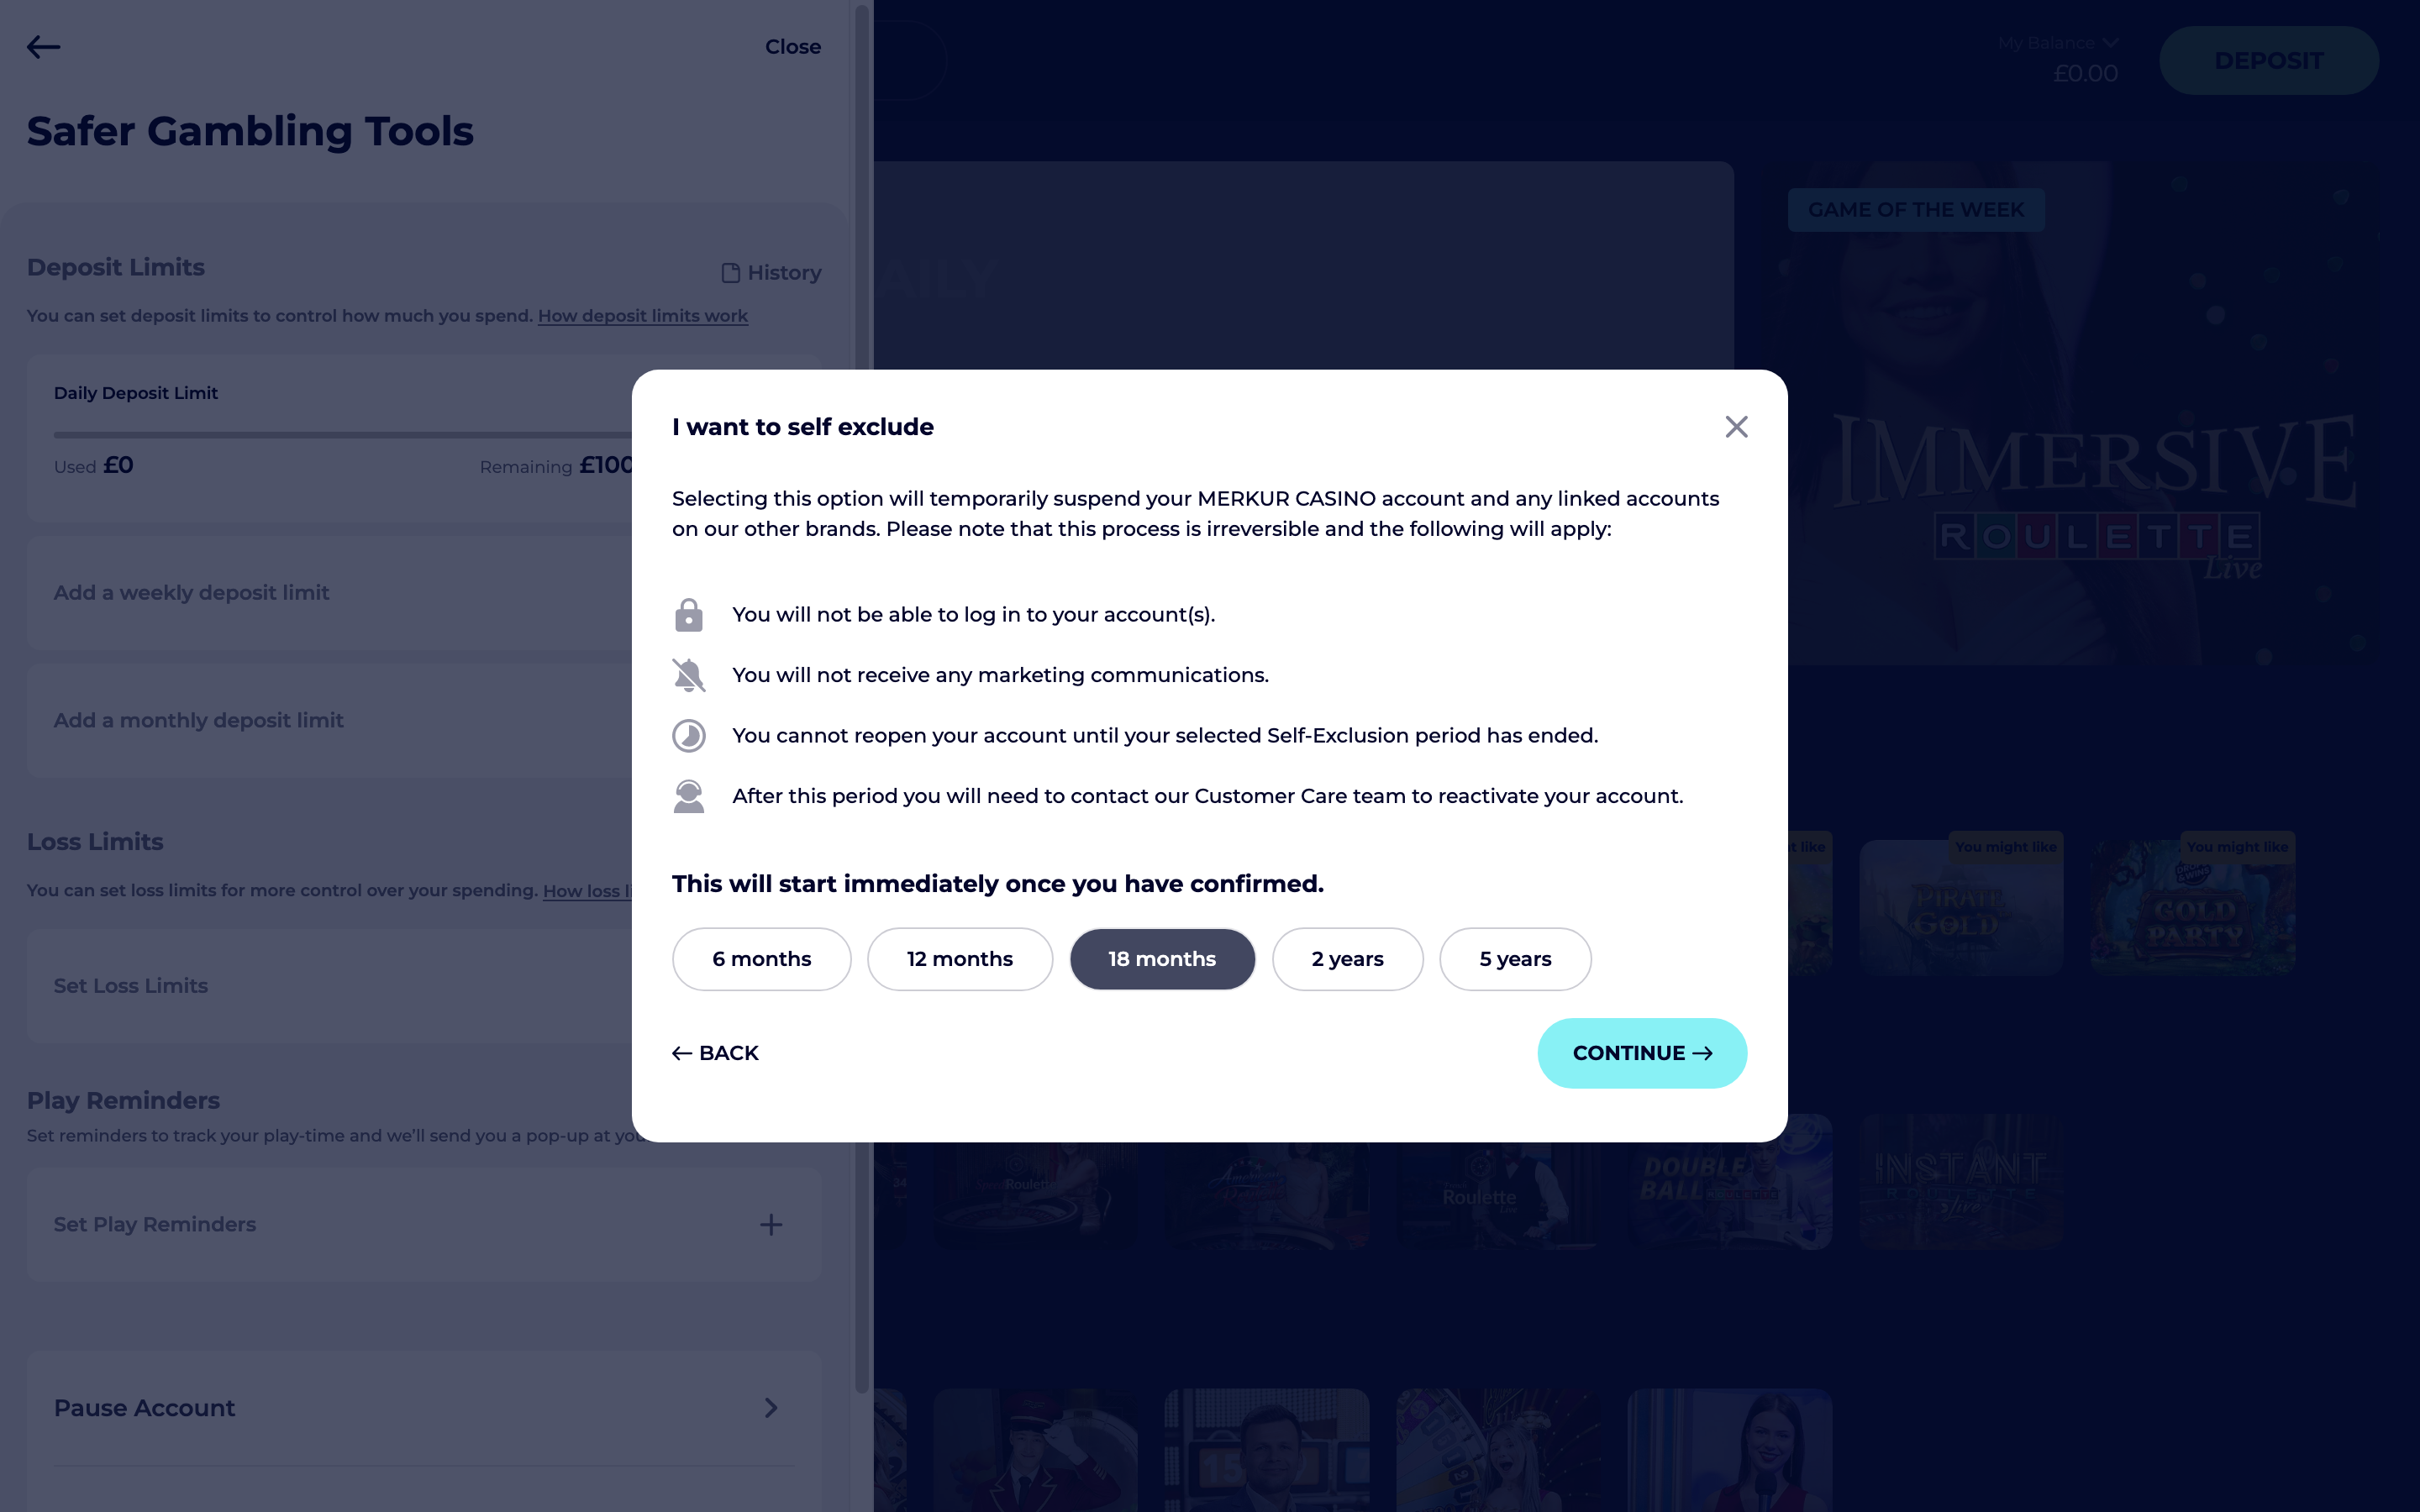 Close
Safer Gambling Tools
Deposit Limits
History
You can set deposit limits to control how much you spend. How deposit limits work
Daily Deposit Limit
Used £0
Remaining £100
Add a weekly deposit limit
Add a monthly deposit limit
Loss Limits
You can set loss limits for more control over your spending. How loss
Set Loss Limits
Play Reminders
Set reminders to track your play-time and we'll send you a pop-up at
Set Play Reminders
Pause Account
My Balance
£0.00
DEPOSIT
AILY
GAME OF THE WEEK
IMMERSIVE
ROULETTE
Live
I want to self exclude
Selecting this option will temporarily suspend your MERKUR CASINO account and any linked accounts
on our other brands. Please note that this process is irreversible and the following will apply:
You will not be able to log in to your account(s).
You will not receive any marketing communications.
You cannot reopen your account until your selected Self-Exclusion period has ended.
After this period you will need to contact our Customer Care team to reactivate your account.
This will start immediately once you have confirmed.
6 months
12 months
18 months
2 years
5 years
BACK
CONTINUE
like
You might like
You might like
PIRATE
GOLD
GOLD
PARTY
24
Speed Roulette
American
Roulette
Roulette
Live
DOUBLE
BALL
ROULETTE
INSTANT
ROULETTE
Live